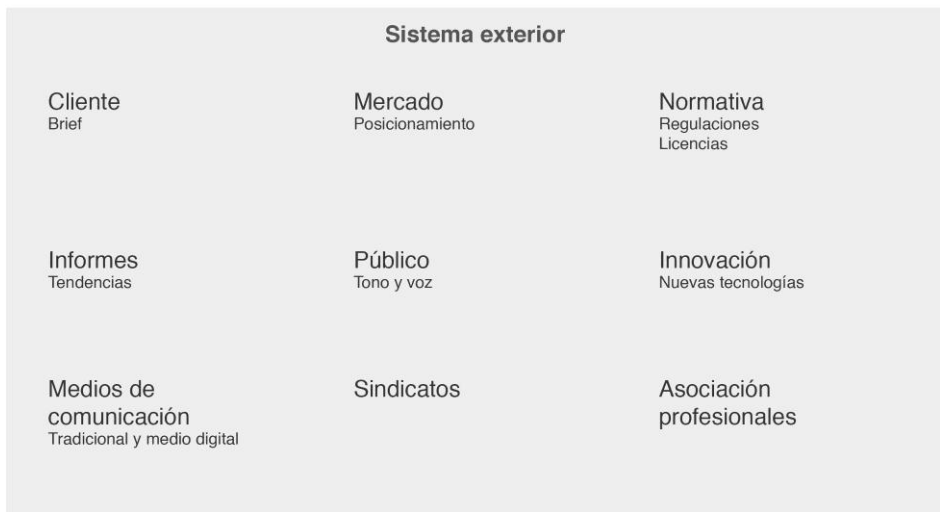 Sistema exterior
Cliente
Brief
Mercado
Posicionamiento
Normativa
Regulaciones
Licencias
Informes
Tendencias
Público
Tono y voz
Innovación
Nuevas tecnologías
Medios de
comunicación
Tradicional y medio digital
Sindicatos
Asociación
profesionales